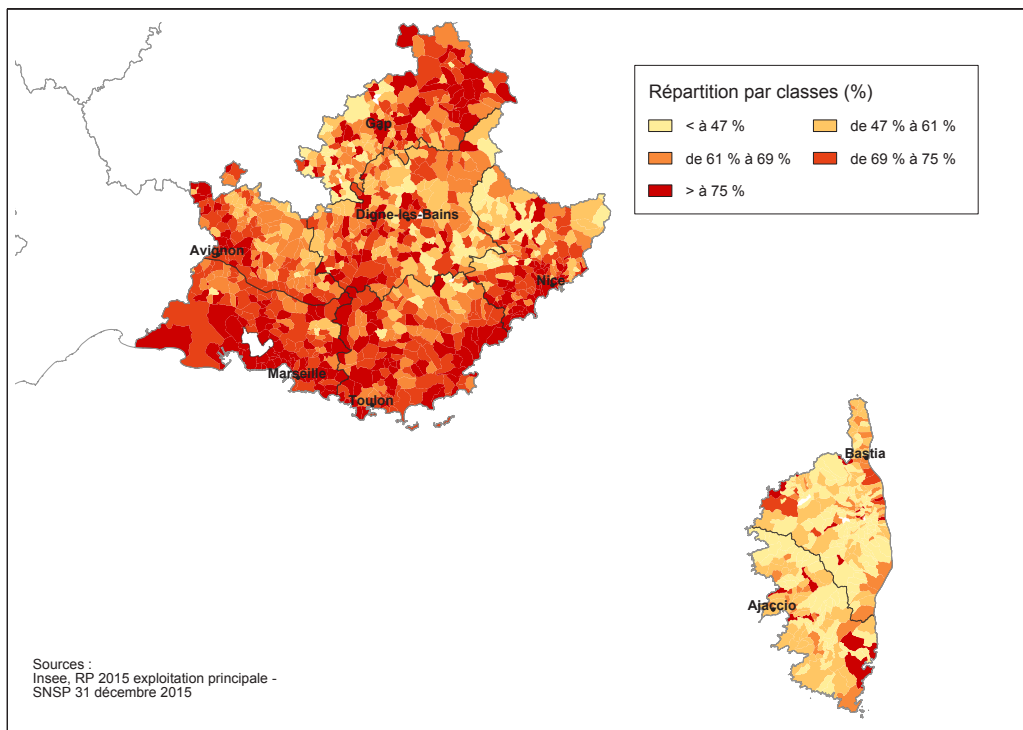 Répartition par classes (%)
< à 47 %
de 47 % à 61 %
de 61 % à 69 %
de 69 % à 75 %
> à 75 %
Gap
Digne-les-Bains
Avignon
Nice
Marseille
Toulon
Bastia
Ajaccio
Sources :
Insee, RP 2015 exploitation principale -
SNSP 31 décembre 2015